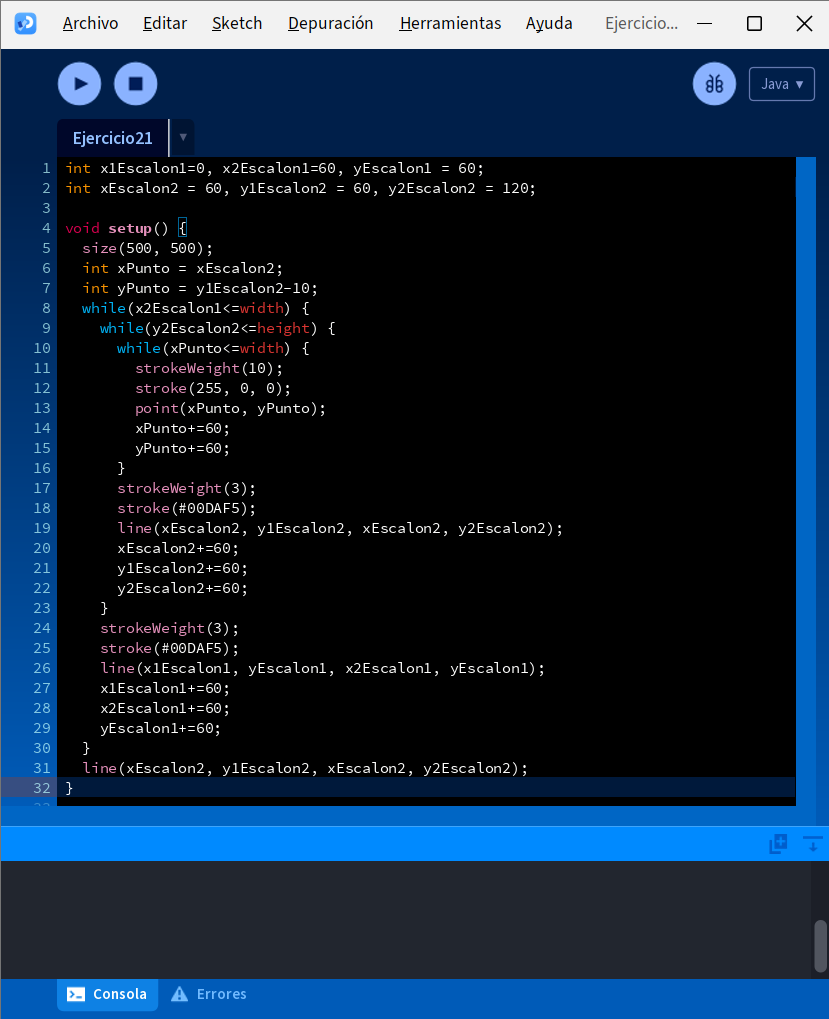 Archivo Editar Sketch Depuración Herramientas Ayuda Ejercicio...
Java ▾
Ejercicio21 ▾
1 int x1Escalon1=0, x2Escalon1=60, yEscalon1 = 60;
2 int xEscalon2 = 60, y1Escalon2 = 60, y2Escalon2 = 120;
3
4 void setup() {
5   size(500, 500);
6   int xPunto = xEscalon2;
7   int yPunto = y1Escalon2-10;
8   while(x2Escalon1<=width) {
9     while(y2Escalon2<=height) {
10       while(xPunto<=width) {
11         strokeWeight(10);
12         stroke(255, 0, 0);
13         point(xPunto, yPunto);
14         xPunto+=60;
15         yPunto+=60;
16       }
17       strokeWeight(3);
18       stroke(#00DAF5);
19       line(xEscalon2, y1Escalon2, xEscalon2, y2Escalon2);
20       xEscalon2+=60;
21       y1Escalon2+=60;
22       y2Escalon2+=60;
23     }
24     strokeWeight(3);
25     stroke(#00DAF5);
26     line(x1Escalon1, yEscalon1, x2Escalon1, yEscalon1);
27     x1Escalon1+=60;
28     x2Escalon1+=60;
29     yEscalon1+=60;
30   }
31   line(xEscalon2, y1Escalon2, xEscalon2, y2Escalon2);
32 }
Consola Errores